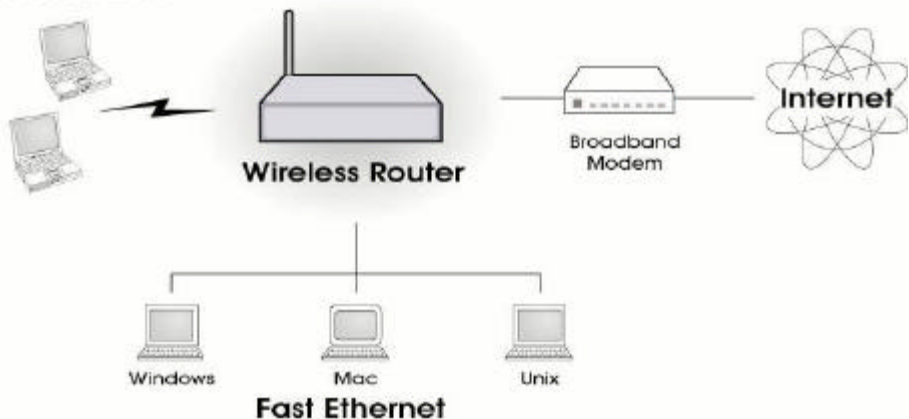 Internet
Broadband
Modem
Wireless Router
Windows
Mac
Unix
Fast Ethernet